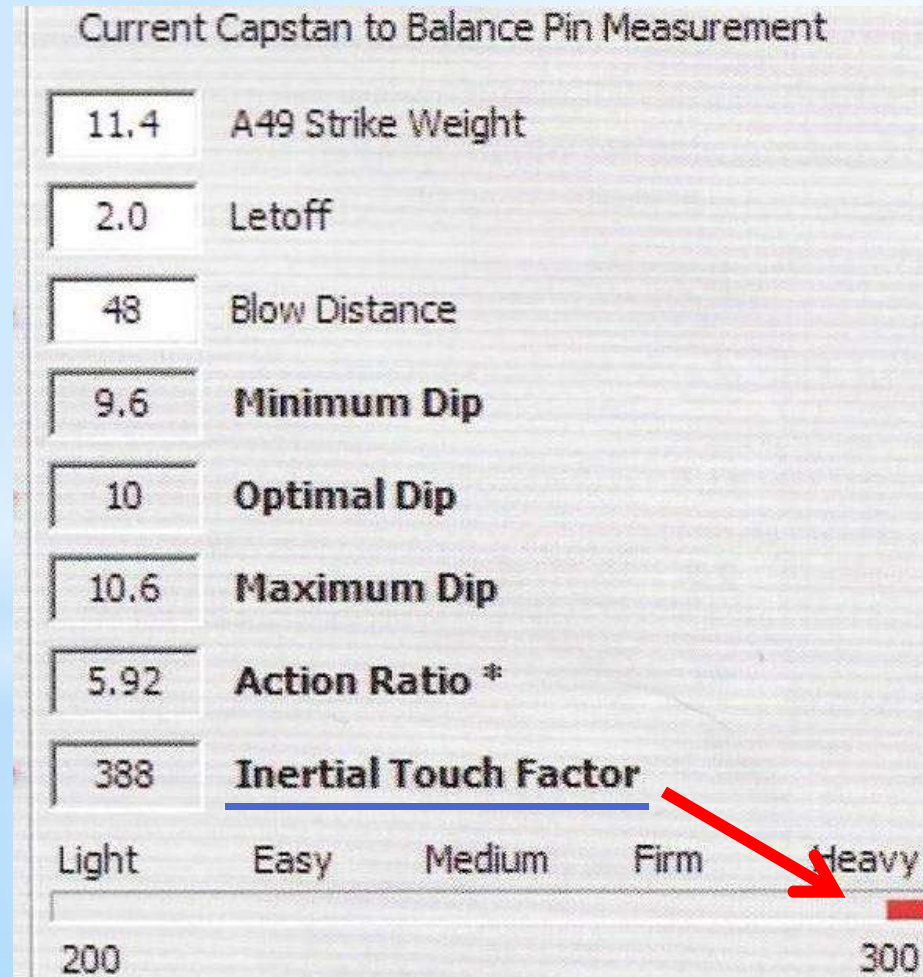 Current Capstan to Balance Pin Measurement
11.4 A49 Strike Weight
2.0 Letoff
48 Blow Distance
9.6 Minimum Dip
10 Optimal Dip
10.6 Maximum Dip
5.92 Action Ratio *
388 Inertial Touch Factor
Light Easy Medium Firm Heavy
200 300